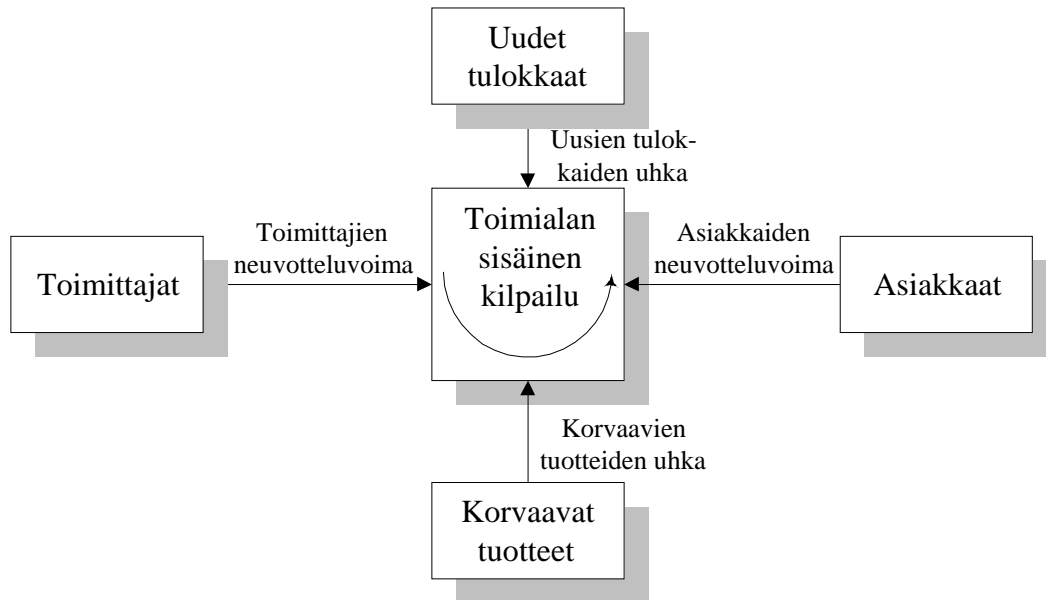 Uudet
tulokkaat
Uusien tulok-
kaiden uhka
Toimittajat
Toimittajien
neuvotteluvoima
Toimialan
sisäinen
kilpailu
Asiakkaiden
neuvotteluvoima
Asiakkaat
Korvaavien
tuotteiden uhka
Korvaavat
tuotteet